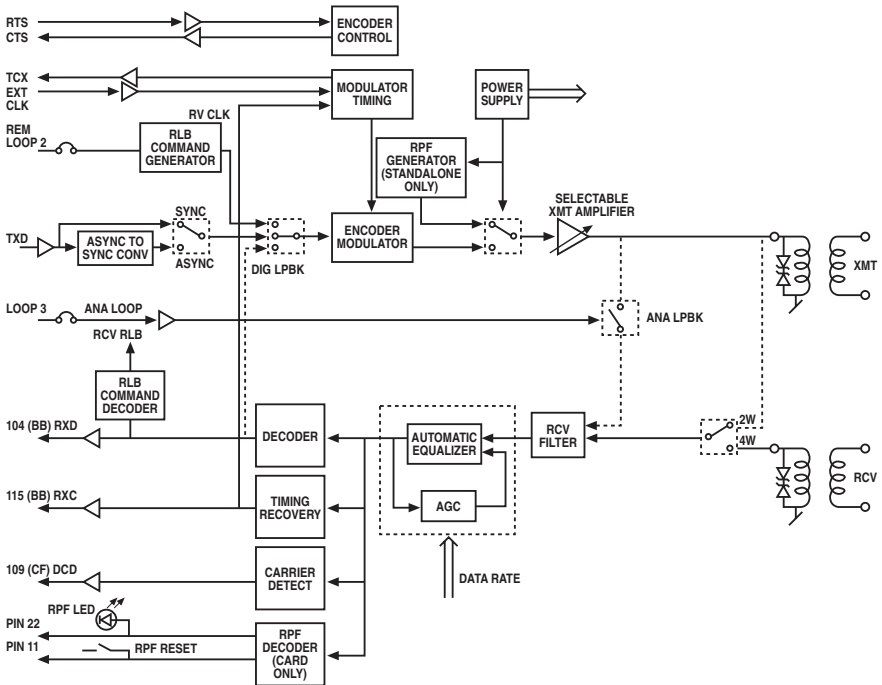 RTS
CTS
ENCODER
CONTROL
TCX
EXT
CLK
MODULATOR
TIMING
POWER
SUPPLY
RV CLK
REM
LOOP 2
RLB
COMMAND
GENERATOR
RPF
GENERATOR
(STANDALONE
ONLY)
SELECTABLE
XMT AMPLIFIER
SYNC
TXD
ASYNC TO
SYNC CONV
ASYNC
DIG LPBK
ENCODER
MODULATOR
XMT
LOOP 3
ANA LOOP
RCV RLB
ANA LPBK
RLB
COMMAND
DECODER
104 (BB) RXD
DECODER
AUTOMATIC
EQUALIZER
RCV
FILTER
2W
4W
RCV
115 (BB) RXC
TIMING
RECOVERY
AGC
109 (CF) DCD
CARRIER
DETECT
DATA RATE
RPF LED
PIN 22
PIN 11
RPF RESET
RPF
DECODER
(CARD
ONLY)